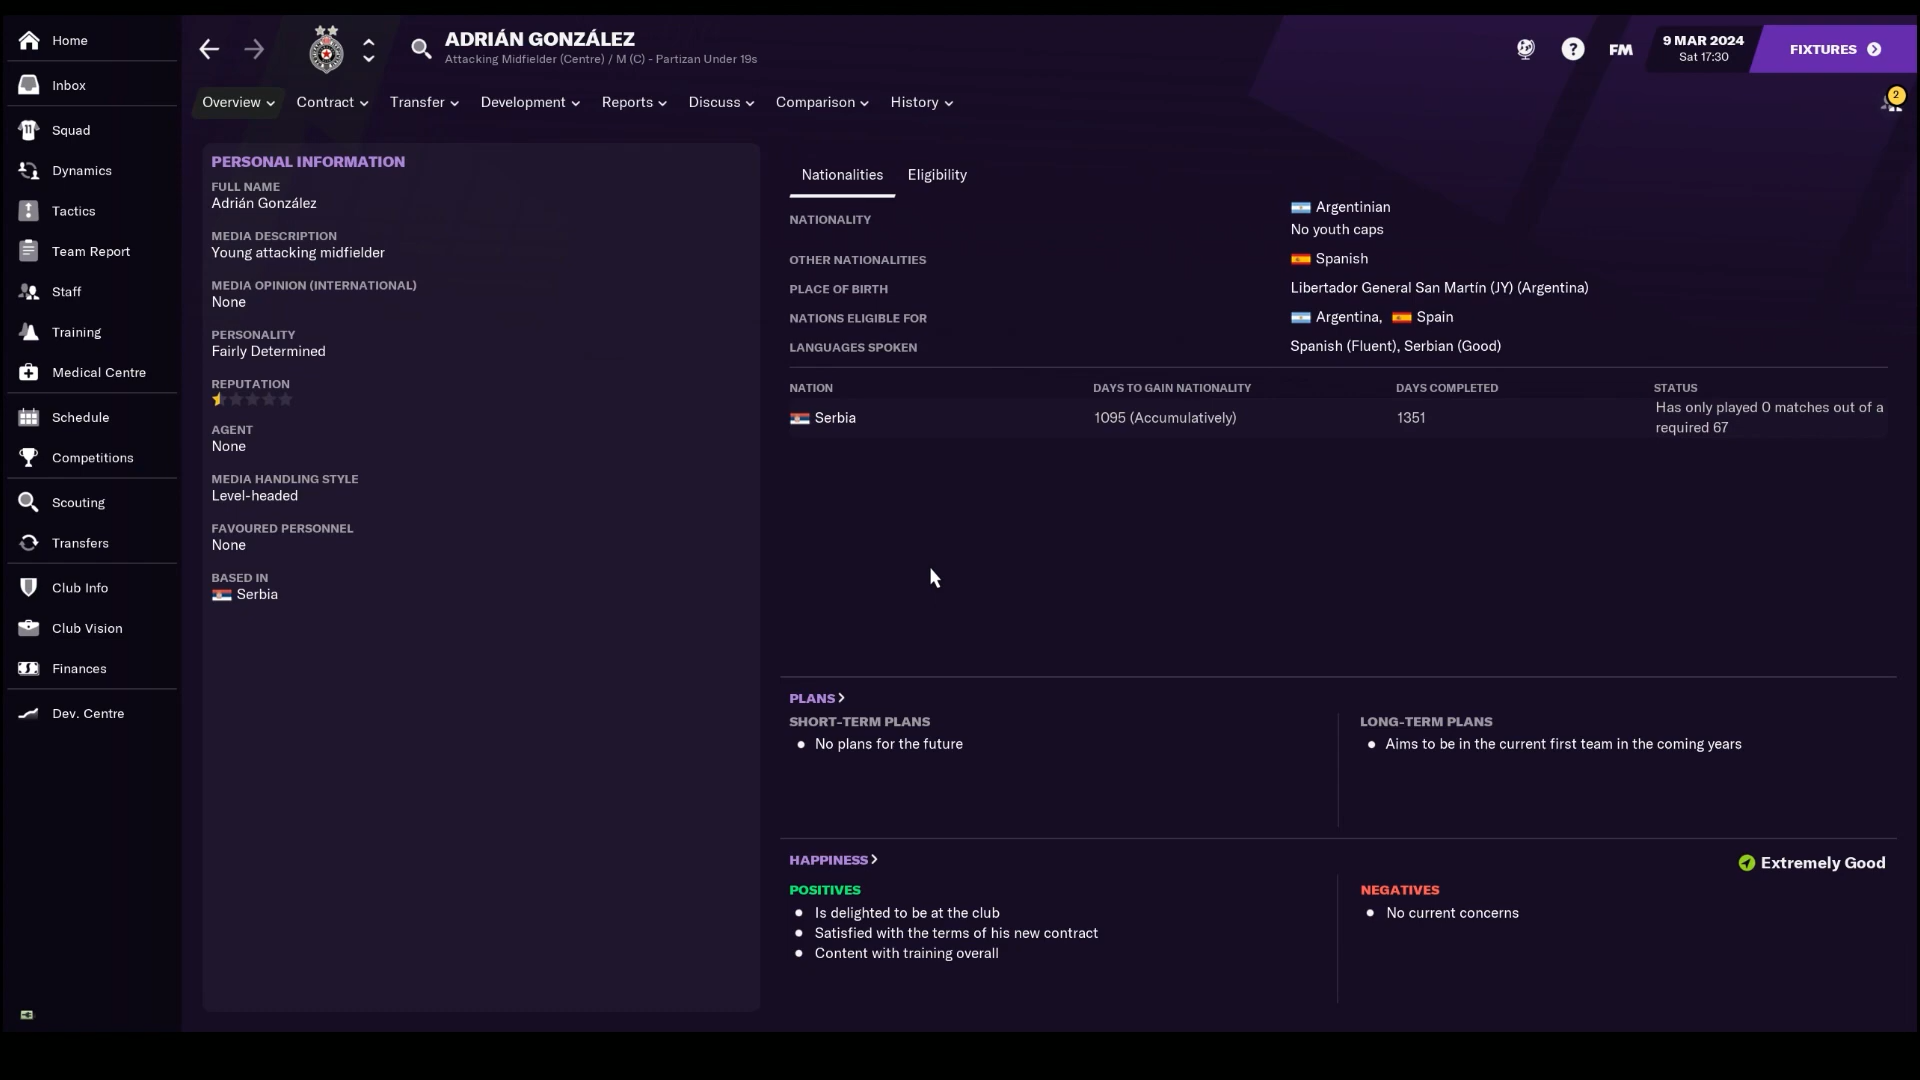 Home
Inbox
Squad
Dynamics
Tactics
Team Report
Staff
Training
Medical Centre
Schedule
Competitions
Scouting
Transfers
Club Info
Club Vision
Finances
Dev. Centre
ADRIÁN GONZÁLEZ
Attacking Midfielder (Centre) / M (C) - Partizan Under 19s
?
FM
9 MAR 2024
Sat 17:30
FIXTURES
Overview
Contract
Transfer
Development
Reports
Discuss
Comparison
History
2
PERSONAL INFORMATION
FULL NAME
Adrián González
MEDIA DESCRIPTION
Young attacking midfielder
MEDIA OPINION (INTERNATIONAL)
None
PERSONALITY
Fairly Determined
REPUTATION
AGENT
None
MEDIA HANDLING STYLE
Level-headed
FAVOURED PERSONNEL
None
BASED IN
Serbia
Nationalities
Eligibility
NATIONALITY
Argentinian
No youth caps
OTHER NATIONALITIES
Spanish
PLACE OF BIRTH
Libertador General San Martín (JY) (Argentina)
NATIONS ELIGIBLE FOR
Argentina, Spain
LANGUAGES SPOKEN
Spanish (Fluent), Serbian (Good)
NATION DAYS TO GAIN NATIONALITY DAYS COMPLETED STATUS
Serbia 1095 (Accumulatively) 1351 Has only played 0 matches out of a
required 67
PLANS
SHORT-TERM PLANS
No plans for the future
LONG-TERM PLANS
Aims to be in the current first team in the coming years
HAPPINESS
Extremely Good
POSITIVES
Is delighted to be at the club
Satisfied with the terms of his new contract
Content with training overall
NEGATIVES
No current concerns